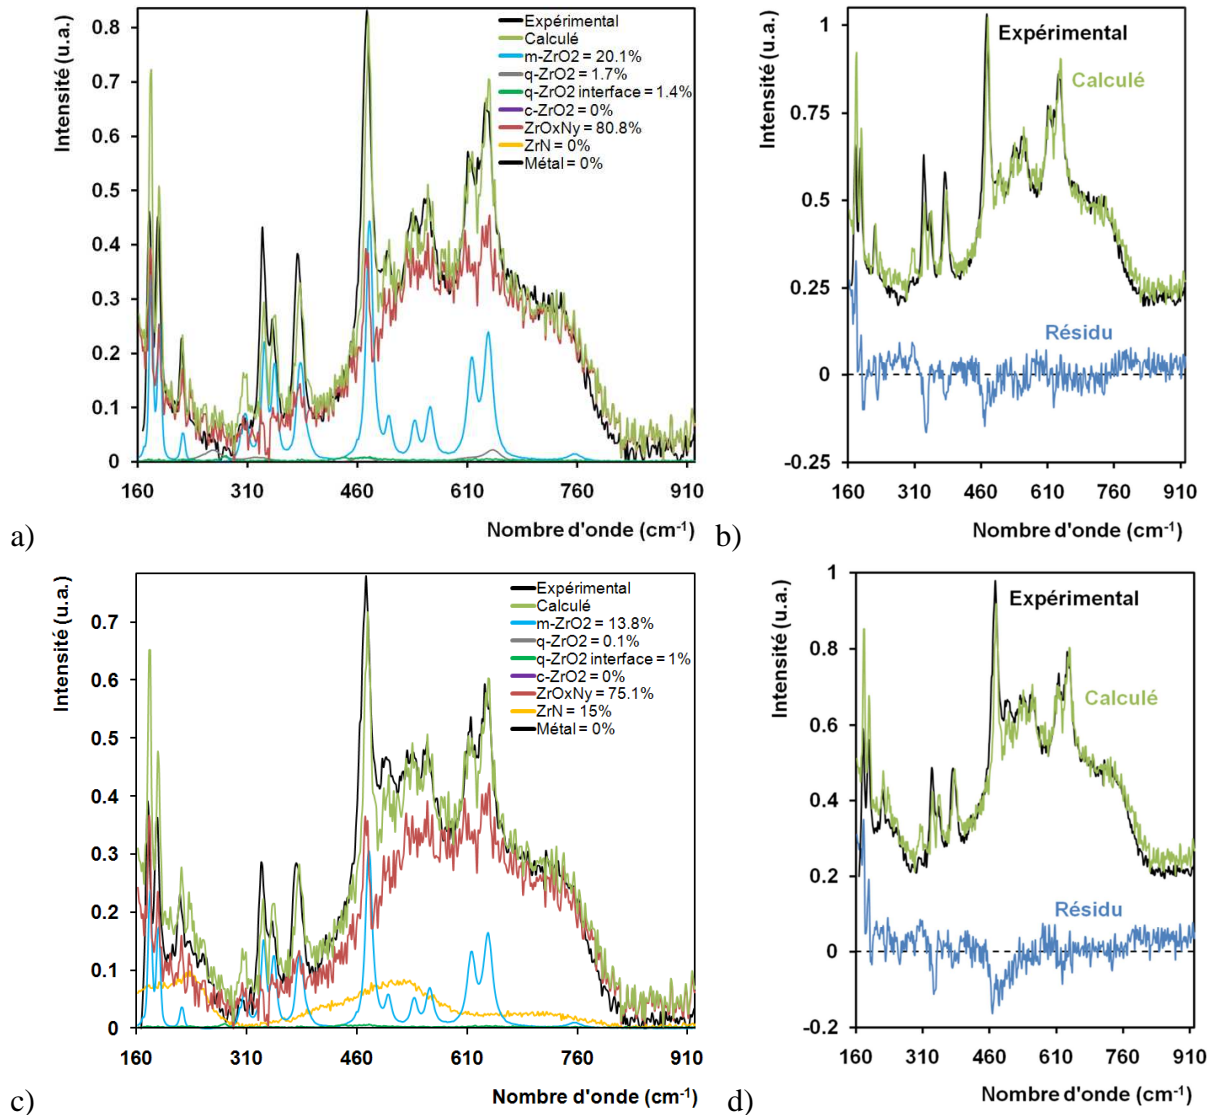 Intensité (u.a.)
0.8
0.7
0.6
0.5
0.4
0.3
0.2
0.1
0
Expérimental
Calculé
m-ZrO2 = 20.1%
q-ZrO2 = 1.7%
q-ZrO2 interface = 1.4%
c-ZrO2 = 0%
ZrOxNy = 80.8%
ZrN = 0%
Métal = 0%
160 310 460 610 760 910
Nombre d'onde (cm-1)
a)
Intensité (u.a.)
1
0.75
0.5
0.25
0
-0.25
Expérimental
Calculé
Résidu
160 310 460 610 760 910
Nombre d'onde (cm-1)
b)
Intensité (u.a.)
0.7
0.6
0.5
0.4
0.3
0.2
0.1
0
Expérimental
Calculé
m-ZrO2 = 13.8%
q-ZrO2 = 0.1%
q-ZrO2 interface = 1%
c-ZrO2 = 0%
ZrOxNy = 75.1%
ZrN = 15%
Métal = 0%
160 310 460 610 760 910
Nombre d'onde (cm-1)
c)
Intensité (u.a.)
1
0.8
0.6
0.4
0.2
0
-0.2
Expérimental
Calculé
Résidu
160 310 460 610 760 910
Nombre d'onde (cm-1)
d)